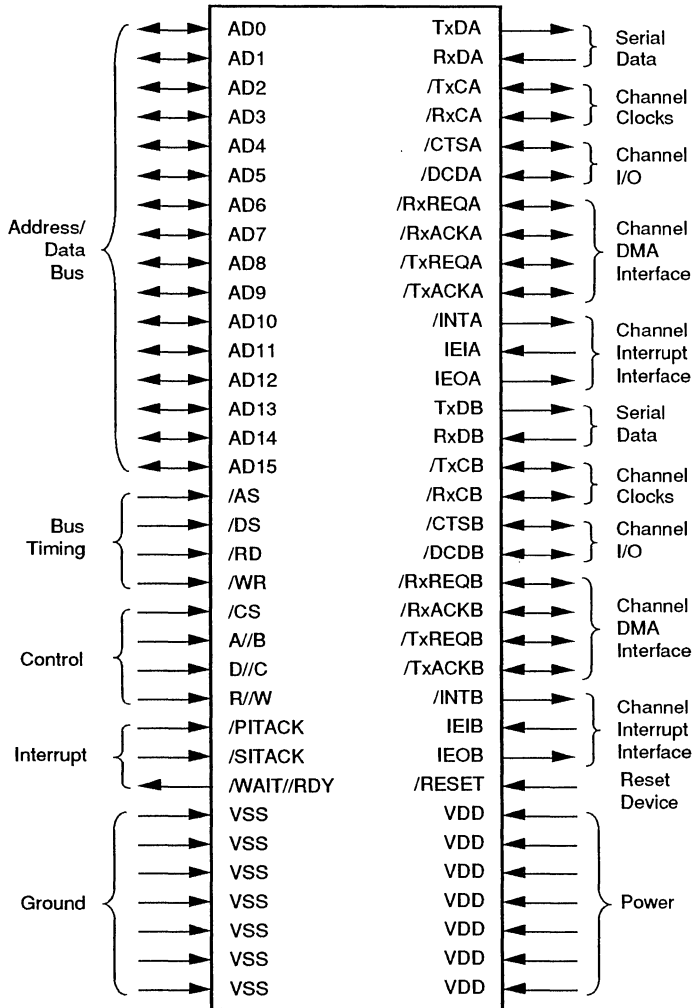 AD0
AD1
AD2
AD3
AD4
AD5
AD6
AD7
AD8
AD9
AD10
AD11
AD12
AD13
AD14
AD15
/AS
/DS
/RD
/WR
/CS
A//B
D//C
R//W
/PITACK
/SITACK
/WAIT//RDY
VSS
VSS
VSS
VSS
VSS
VSS
VSS
Address/
Data
Bus
Bus
Timing
Control
Interrupt
Ground
TxDA
RxDA
/TxCA
/RxCA
/CTSA
/DCDA
/RxREQA
/RxACKA
/TxREQA
/TxACKA
/INTA
IEIA
IEOA
TxDB
RxDB
/TxCB
/RxCB
/CTSB
/DCDB
/RxREQB
/RxACKB
/TxREQB
/TxACKB
/INTB
IEIB
IEOB
/RESET
VDD
VDD
VDD
VDD
VDD
VDD
VDD
Serial
Data
Channel
Clocks
Channel
I/O
Channel
DMA
Interface
Channel
Interrupt
Interface
Serial
Data
Channel
Clocks
Channel
I/O
Channel
DMA
Interface
Channel
Interrupt
Interface
Reset
Device
Power